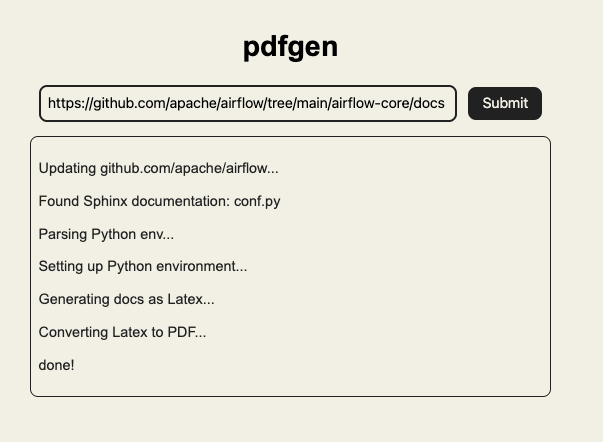 pdfgen
https://github.com/apache/airflow/tree/main/airflow-core/docs Submit
Updating github.com/apache/airflow...
Found Sphinx documentation: conf.py
Parsing Python env...
Setting up Python environment...
Generating docs as Latex...
Converting Latex to PDF...
done!